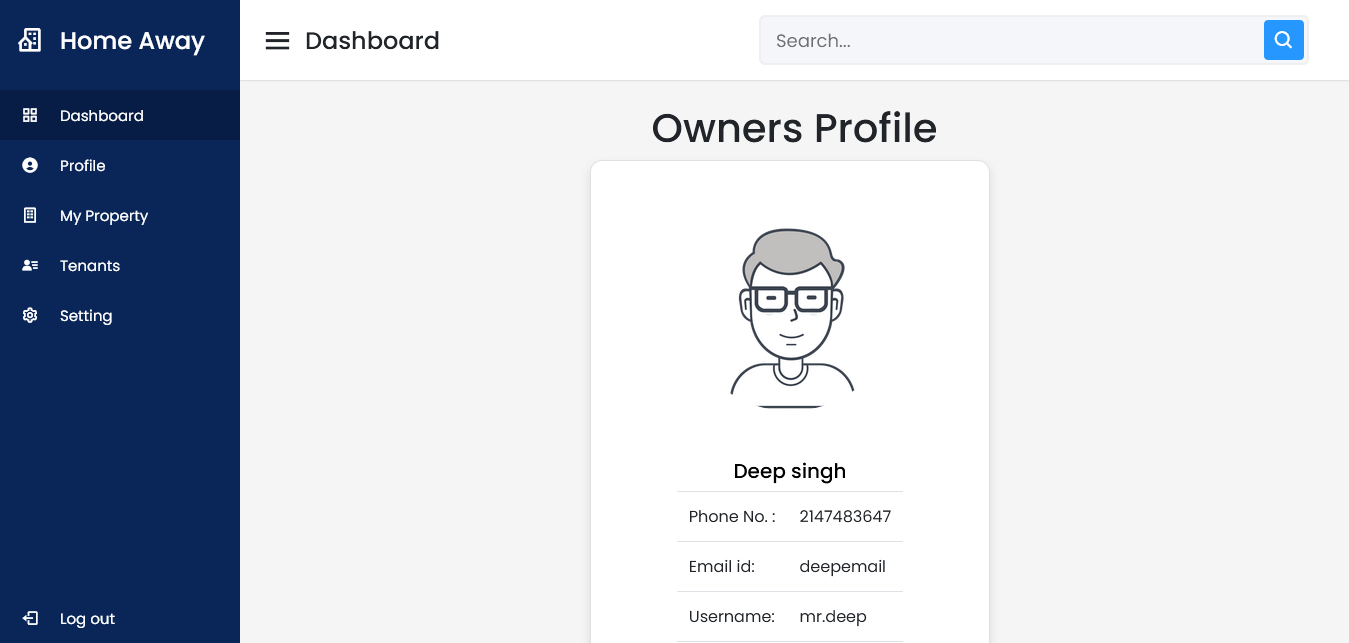 Home Away
Dashboard
Search...
Dashboard
Profile
My Property
Tenants
Setting
Log out
Owners Profile
Deep singh
Phone No. : 2147483647
Email id: deepemail
Username: mr.deep